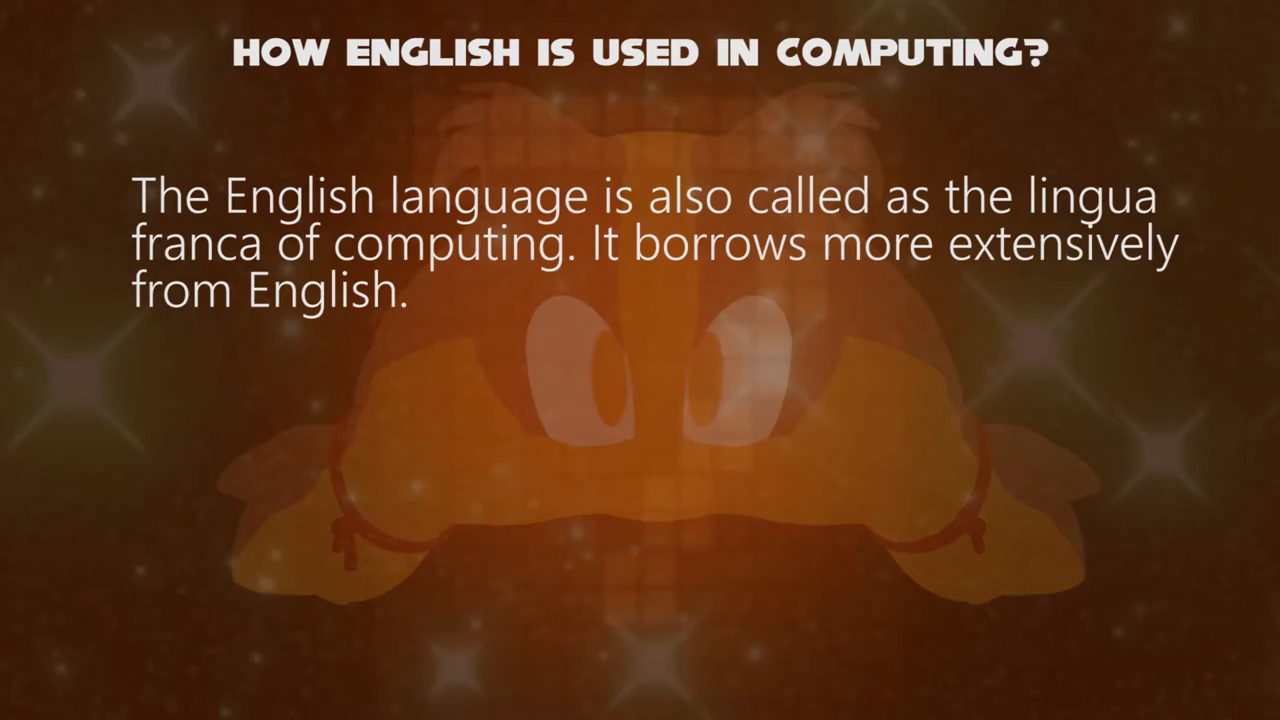 HOW ENGLISH IS USED IN COMPUTING?
The English language is also called as the lingua
franca of computing. It borrows more extensively
from English.